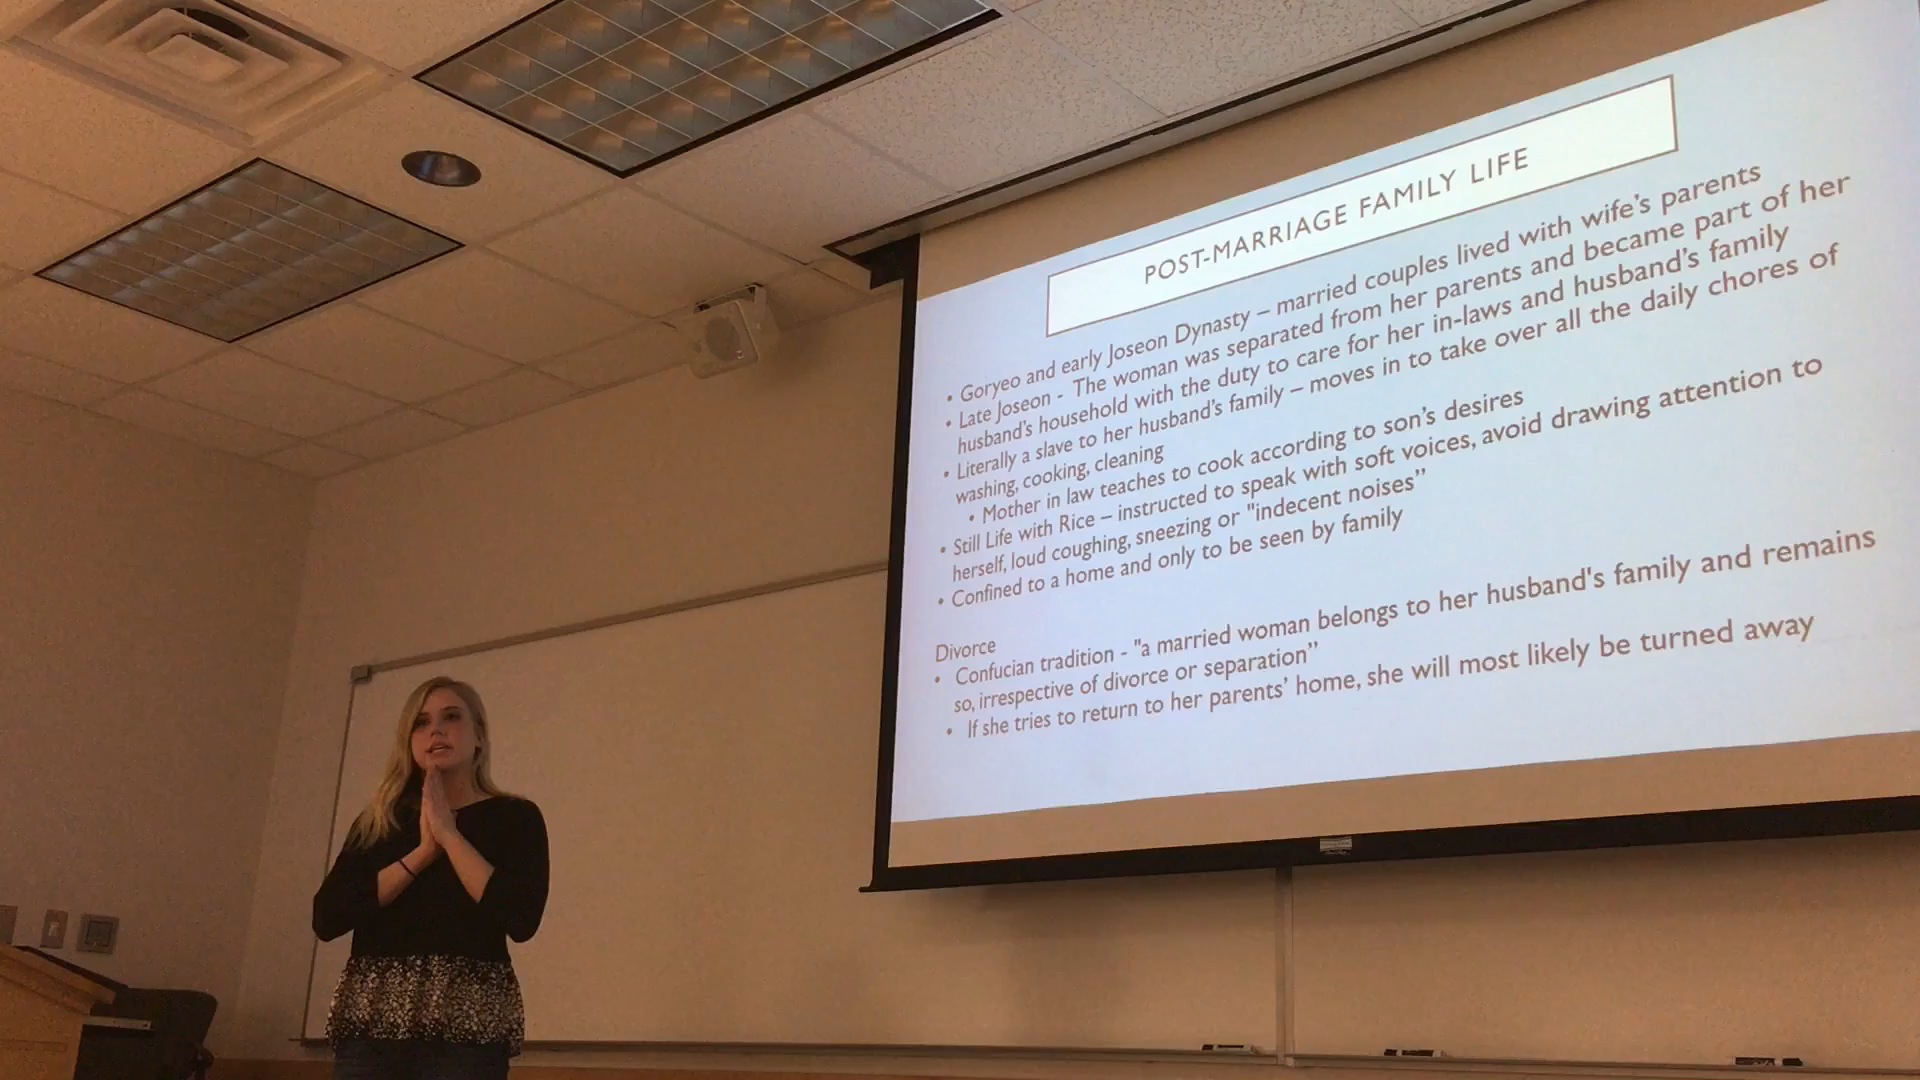 POST-MARRIAGE FAMILY LIFE
• Goryeo and early Joseon Dynasty – married couples lived with wife's parents
• Late Joseon - The woman was separated from her parents and became part of her
husband's household with the duty to care for her in-laws and husband's family
• Literally a slave to her husband's family – moves in to take over all the daily chores of
washing, cooking, cleaning
• Mother in law teaches to cook according to son's desires
• Still Life with Rice – instructed to speak with soft voices, avoid drawing attention to
herself, loud coughing, sneezing or "indecent noises”
• Confined to a home and only to be seen by family
Divorce
• Confucian tradition - "a married woman belongs to her husband's family and remains
so, irrespective of divorce or separation”
• If she tries to return to her parents’ home, she will most likely be turned away